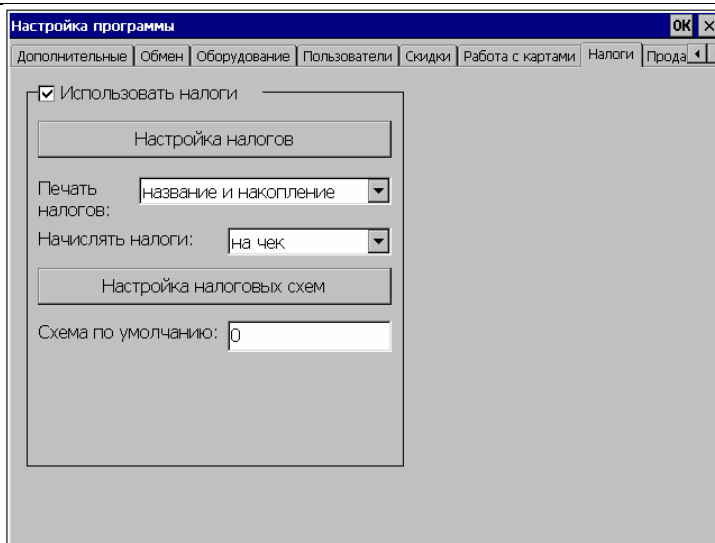 Настройка программы OK ×
Дополнительные Обмен Оборудование Пользователи Скидки Работа с картами Налоги Прода
Использовать налоги
Настройка налогов
Печать налогов: название и накопление
Начислять налоги: на чек
Настройка налоговых схем
Схема по умолчанию: 0